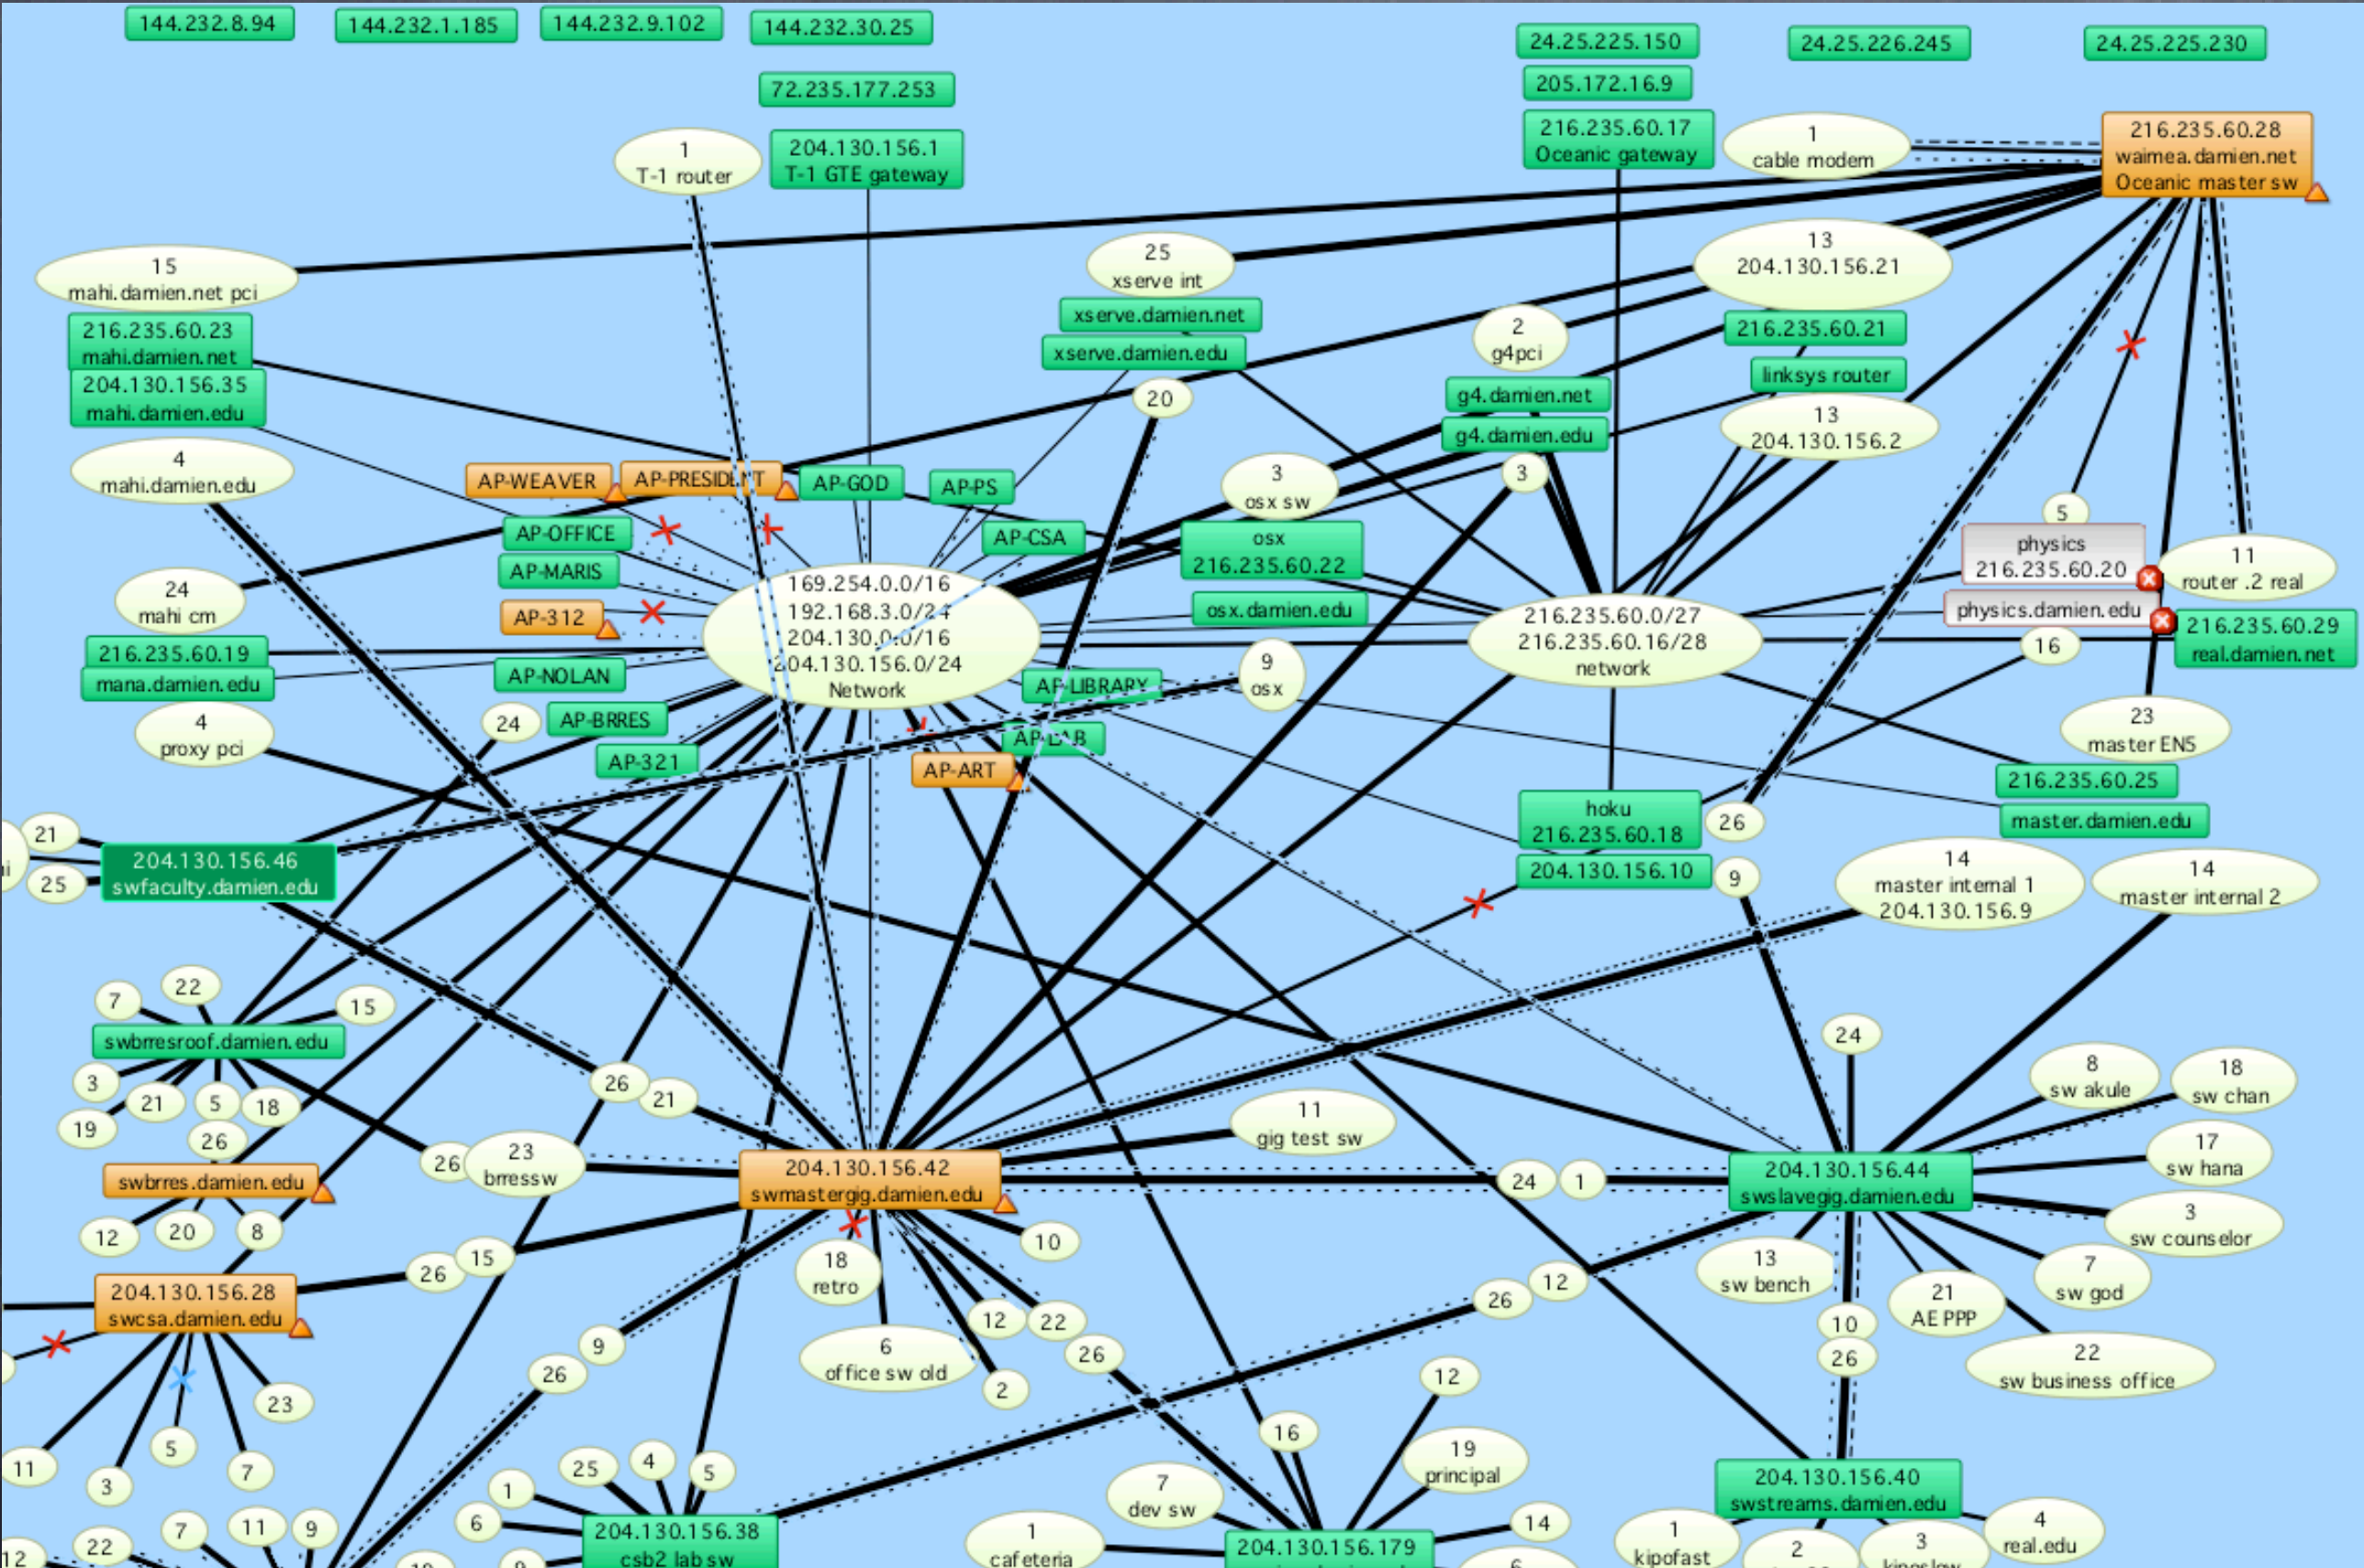 144.232.8.94
144.232.1.185
144.232.9.102
144.232.30.25
24.25.225.150
24.25.226.245
24.25.225.230
72.235.177.253
205.172.16.9
1
T-1 router
204.130.156.1
T-1 GTE gateway
216.235.60.17
Oceanic gateway
1
cable modem
216.235.60.28
waimea.damien.net
Oceanic master sw
15
mahi.damien.net pci
25
xserve int
13
204.130.156.21
216.235.60.23
mahi.damien.net
xserve.damien.net
xserve.damien.edu
2
g4pci
216.235.60.21
linksys router
204.130.156.35
mahi.damien.edu
20
g4.damien.net
g4.damien.edu
13
204.130.156.2
4
mahi.damien.edu
AP-WEAVER
AP-PRESIDENT
AP-GOD
AP-PS
3
osx sw
3
5
AP-OFFICE
AP-CSA
osx
216.235.60.22
physics
216.235.60.20
11
router .2 real
AP-MARIS
24
mahi cm
169.254.0.0/16
192.168.3.0/24
204.130.0.0/16
204.130.156.0/24
Network
AP-312
osx.damien.edu
216.235.60.0/27
216.235.60.16/28
network
physics.damien.edu
216.235.60.29
real.damien.net
16
216.235.60.19
mana.damien.edu
AP-NOLAN
AP-LIBRARY
9
osx
4
proxy pci
24
AP-BRRES
AP-LAB
23
master EN5
AP-321
AP-ART
216.235.60.25
master.damien.edu
hoku
216.235.60.18
26
21
204.130.156.46
swfaculty.damien.edu
25
204.130.156.10
9
14
master internal 1
204.130.156.9
14
master internal 2
7
22
15
swbrresroof.damien.edu
24
3
21
5
18
19
26
26
21
8
sw akule
18
sw chan
11
gig test sw
26
23
brressw
17
sw hana
swbrres.damien.edu
204.130.156.42
swmastergig.damien.edu
24
1
204.130.156.44
swslavegig.damien.edu
12
20
8
10
3
sw counselor
26
15
18
retro
13
sw bench
7
sw god
204.130.156.28
swcsa.damien.edu
26
12
21
AE PPP
12
22
10
9
26
6
office sw old
26
26
22
sw business office
2
12
23
5
11
3
7
16
19
principal
25
4
5
1
7
dev sw
204.130.156.40
swstreams.damien.edu
6
14
204.130.156.38
csb2 lab sw
7
11
9
22
12
1
cafeteria
204.130.156.179
1
kipofast
2
3
4
real.edu